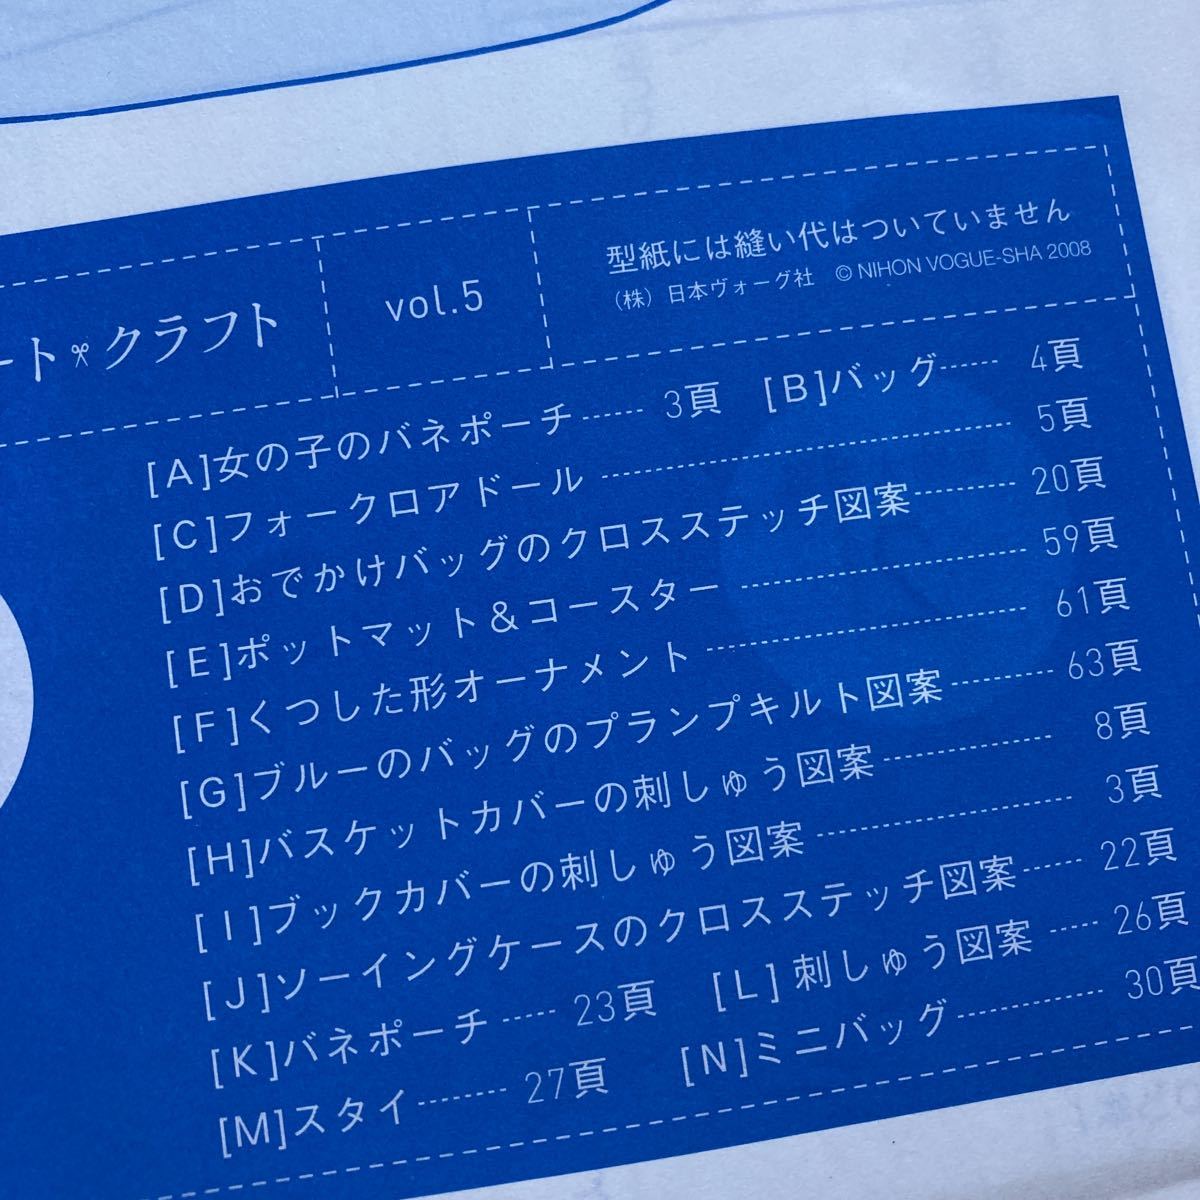 ート クラフト
vol.5
型紙には縫い代はついていません
(株) 日本ヴォーグ社 © NIHON VOGUE-SHA 2008
[A]女の子のバネポーチ…… 3頁 [B]バッグ…… 4頁
[C]フォークロアドール …… 5頁
[D]おでかけバッグのクロスステッチ図案…… 20頁
[E]ポットマット&コースター …… 59頁
[F]くつした形オーナメント …… 61頁
[G]ブルーのバッグのプランプキルト図案…… 63頁
[H]バスケットカバーの刺しゅう図案…… 8頁
[I]ブックカバーの刺しゅう図案 …… 3頁
[J]ソーイングケースのクロスステッチ図案…… 22頁
[K]バネポーチ …… 23頁 [L] 刺しゅう図案 …… 26頁
[M]スタイ…… 27頁 [N]ミニバッグ…… 30頁